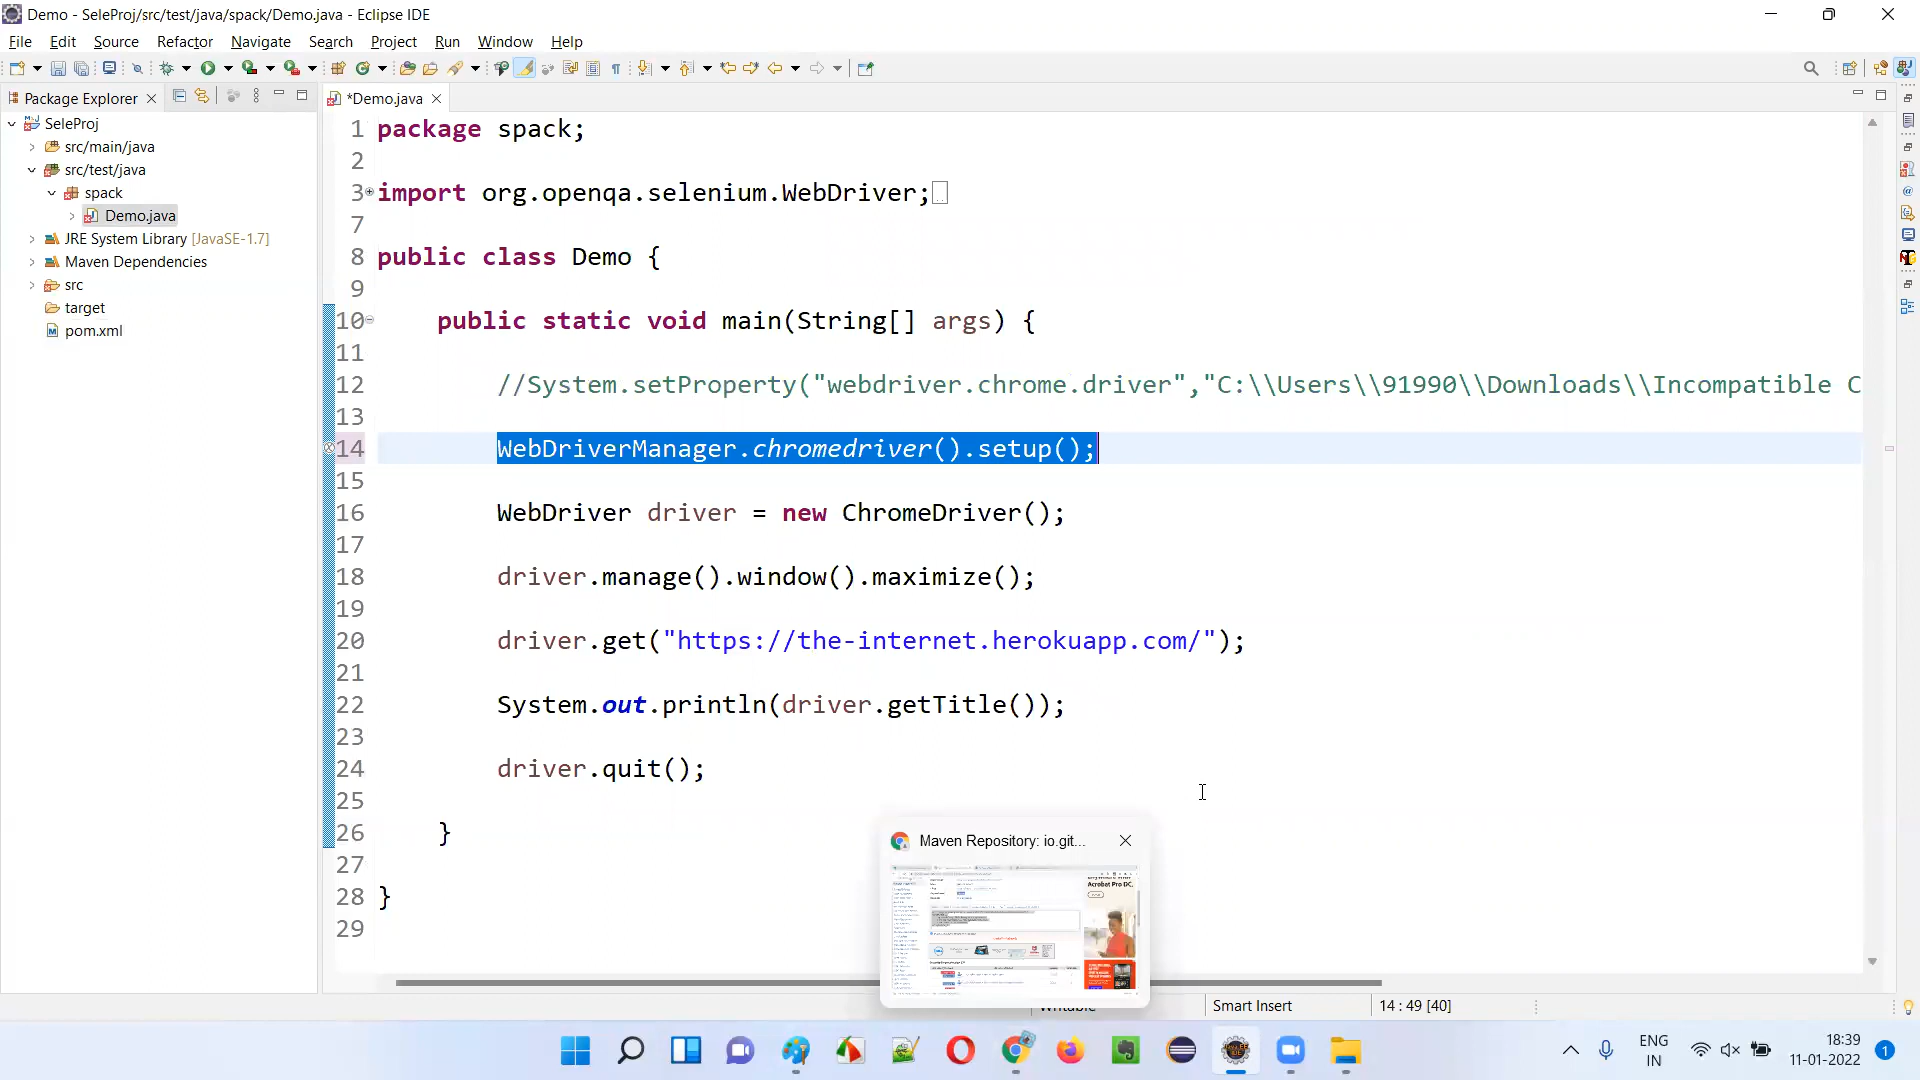 Demo - SeleProj/src/test/java/spack/Demo.java - Eclipse IDE
File Edit Source Refactor Navigate Search Project Run Window Help
Package Explorer
*Demo.java
SeleProj
src/main/java
src/test/java
spack
Demo.java
JRE System Library [JavaSE-1.7]
Maven Dependencies
src
target
pom.xml
1 package spack;
2
3 import org.openqa.selenium.WebDriver;
7
8 public class Demo {
9
10 public static void main(String[] args) {
11
12 //System.setProperty("webdriver.chrome.driver","C:\\Users\\91990\\Downloads\\Incompatible C
13
14 WebDriverManager.chromedriver().setup();
15
16 WebDriver driver = new ChromeDriver();
17
18 driver.manage().window().maximize();
19
20 driver.get("https://the-internet.herokuapp.com/");
21
22 System.out.println(driver.getTitle());
23
24 driver.quit();
25
26 }
27
28 }
29
Maven Repository: io.git...
Acrobat Pro DC.
Writable
Smart Insert
14 : 49 [40]
ENG
IN
18:39
11-01-2022
1